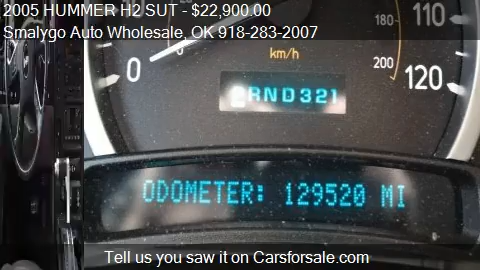 2005 HUMMER H2 SUT - $22,900.00
Smalygo Auto Wholesale, OK 918-283-2007
110
180
km/h
200
0
120
RND321
ODOMETER: 129520 MI
Tell us you saw it on Carsforsale.com